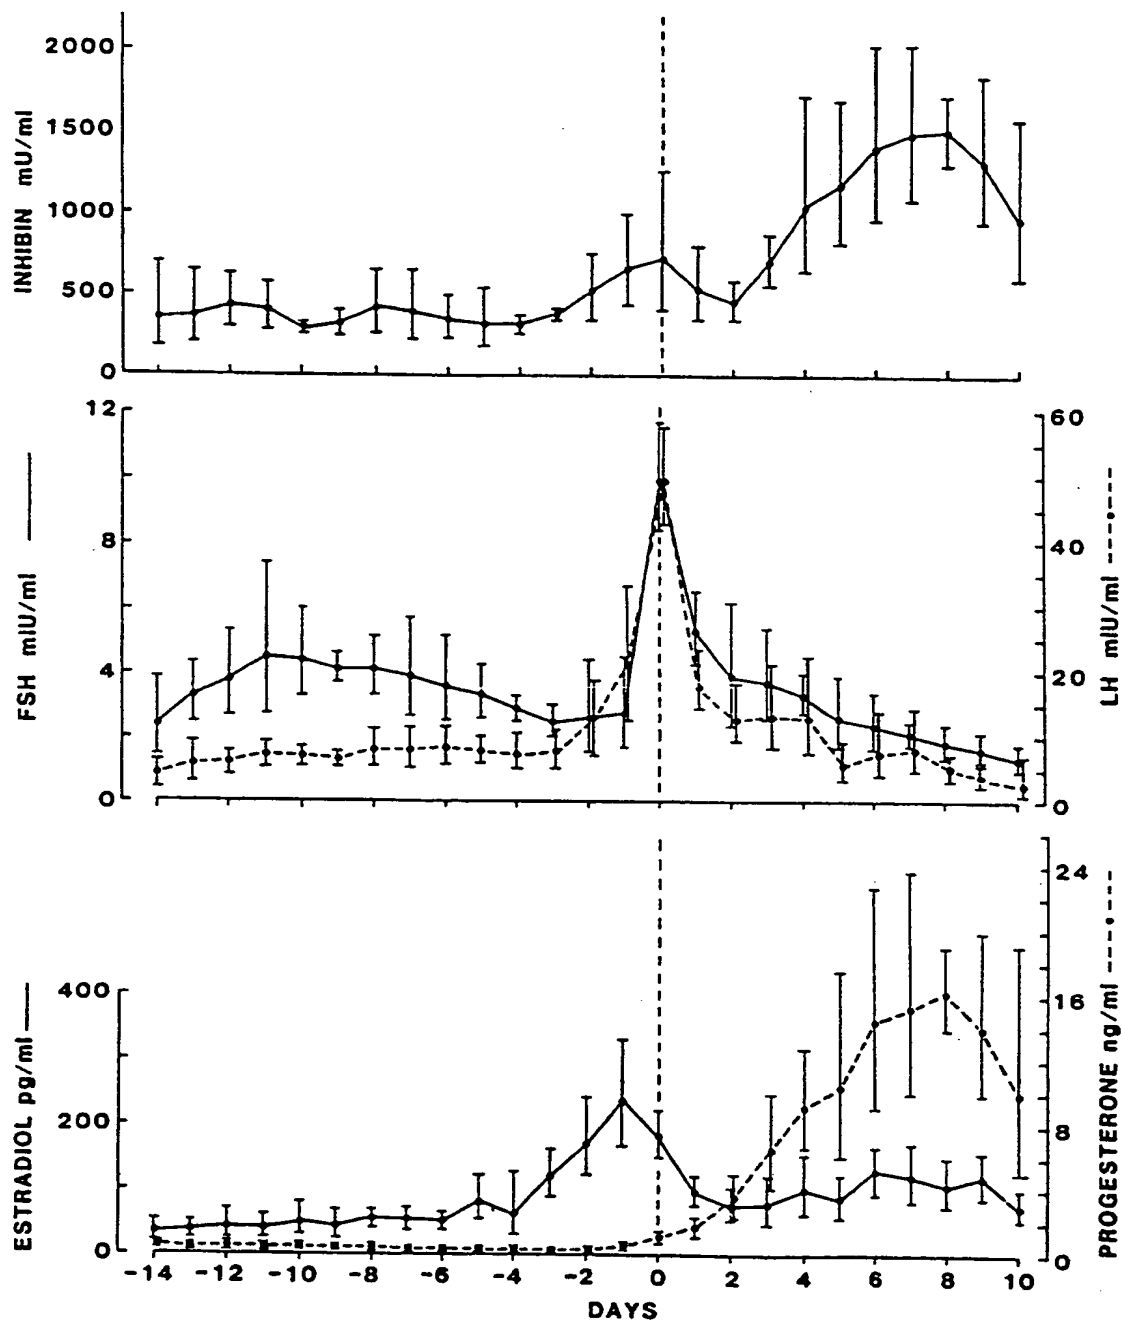 2000
1500
1000
500
0
INHIBIN mU/ml
12
8
4
0
FSH mIU/ml
60
40
20
0
LH mIU/ml
400
200
0
ESTRADIOL pg/ml
24
16
8
0
PROGESTERONE ng/ml
-14 -12 -10 -8 -6 -4 -2 0 2 4 6 8 10
DAYS